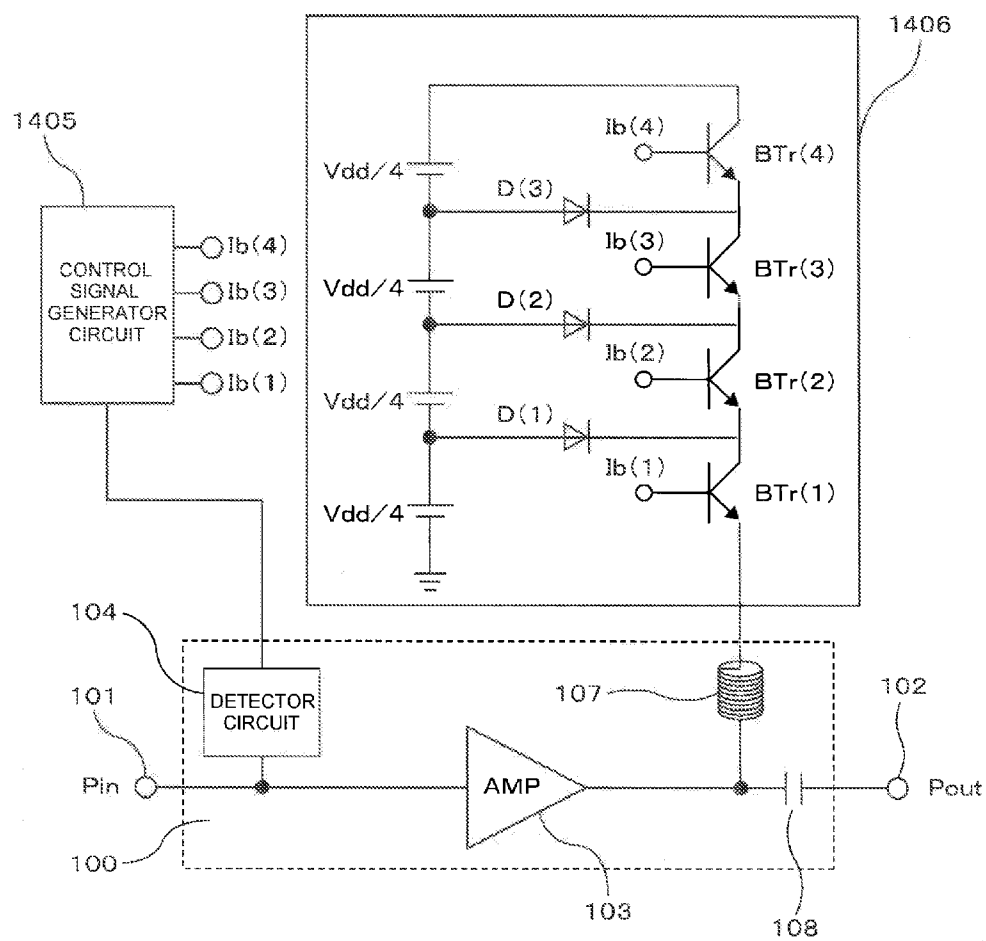 1406
1405
Ib(4)
BTr(4)
Vdd/4
D(3)
CONTROL
SIGNAL
GENERATOR
CIRCUIT
Ib(4)
Ib(3)
Ib(2)
Ib(1)
Ib(3)
BTr(3)
Vdd/4
D(2)
Ib(2)
BTr(2)
Vdd/4
D(1)
Ib(1)
BTr(1)
Vdd/4
104
DETECTOR
CIRCUIT
101
107
102
Pin
AMP
Pout
100
103
108